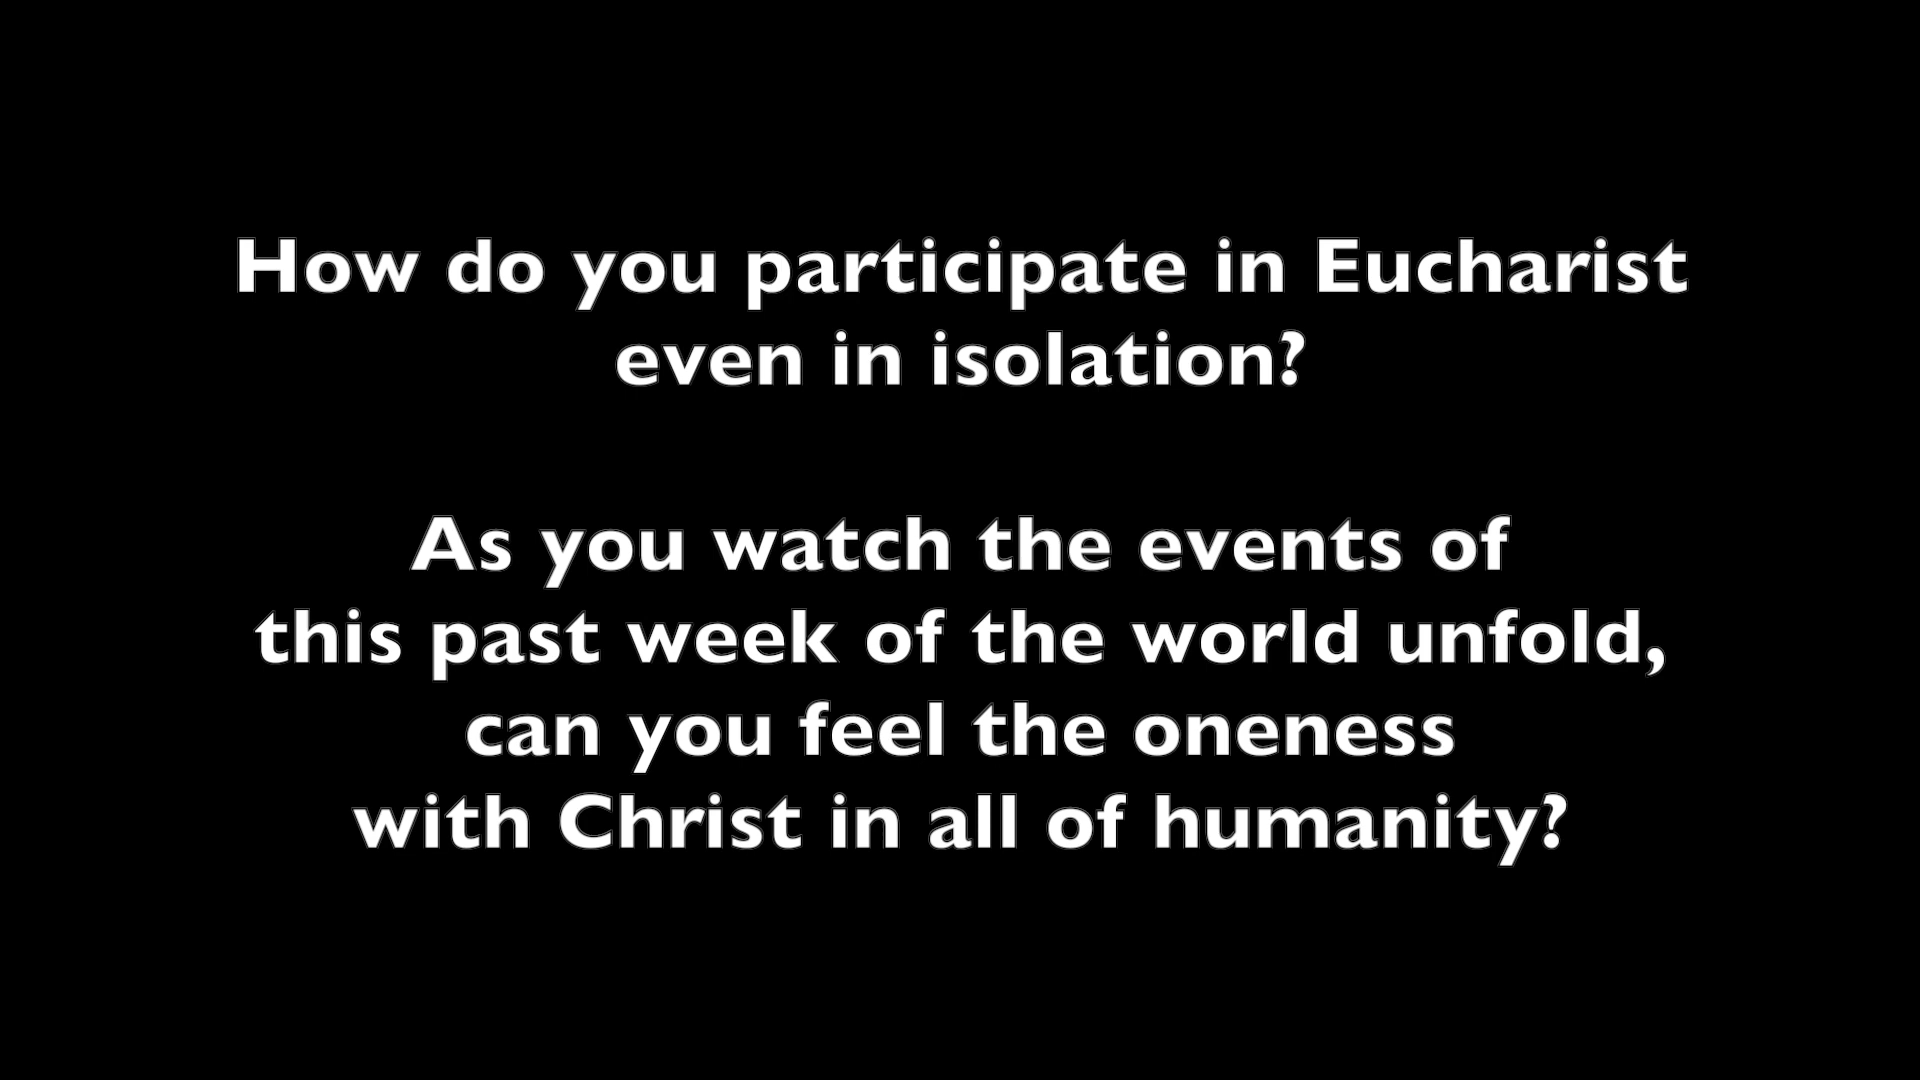 How do you participate in Eucharist
even in isolation?
As you watch the events of
this past week of the world unfold,
can you feel the oneness
with Christ in all of humanity?